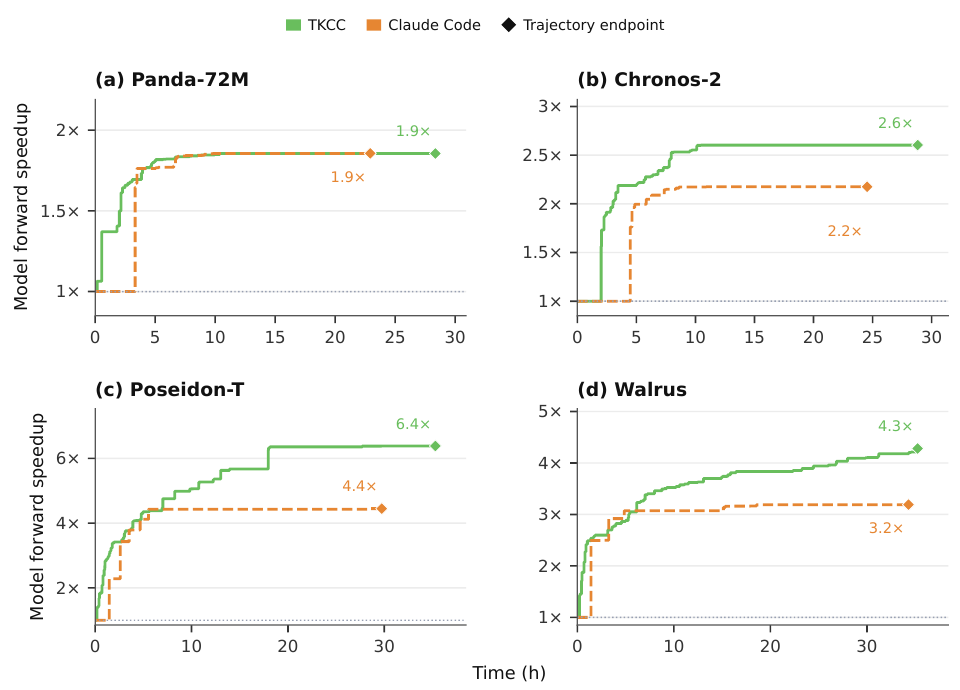 TKCC Claude Code Trajectory endpoint
(a) Panda-72M
Model forward speedup
2×
1.5×
1×
1.9×
1.9×
0 5 10 15 20 25 30
(b) Chronos-2
3×
2.5×
2×
1.5×
1×
2.6×
2.2×
0 5 10 15 20 25 30
(c) Poseidon-T
Model forward speedup
6×
4×
2×
6.4×
4.4×
0 10 20 30
(d) Walrus
5×
4×
3×
2×
1×
4.3×
3.2×
0 10 20 30
Time (h)